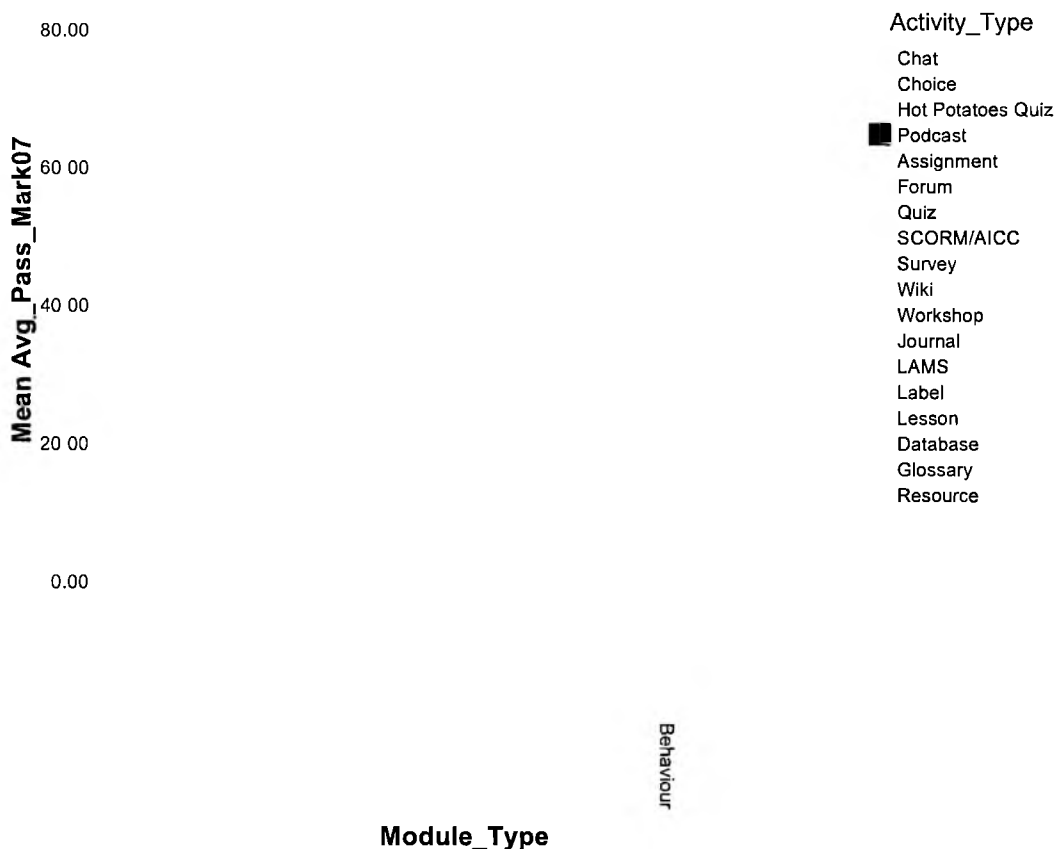 80.00
60 00
40 00
20 00
0.00
Mean Avg_Pass_Mark07
Behaviour
Module_Type
Activity_Type
Chat
Choice
Hot Potatoes Quiz
Podcast
Assignment
Forum
Quiz
SCORM/AICC
Survey
Wiki
Workshop
Journal
LAMS
Label
Lesson
Database
Glossary
Resource